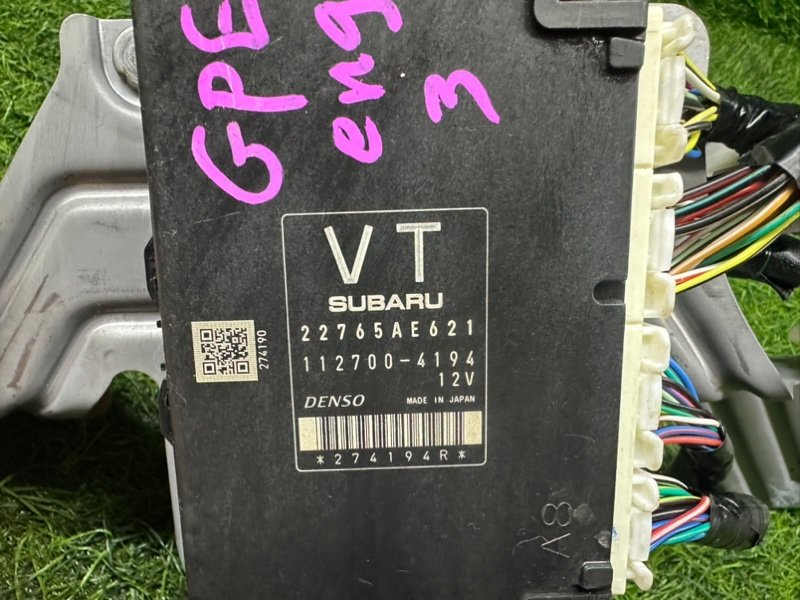 GPE
eng
3
VT
SUBARU
22765AE621
112700-4194
12V
DENSO MADE IN JAPAN
*274194R*
274190
A8